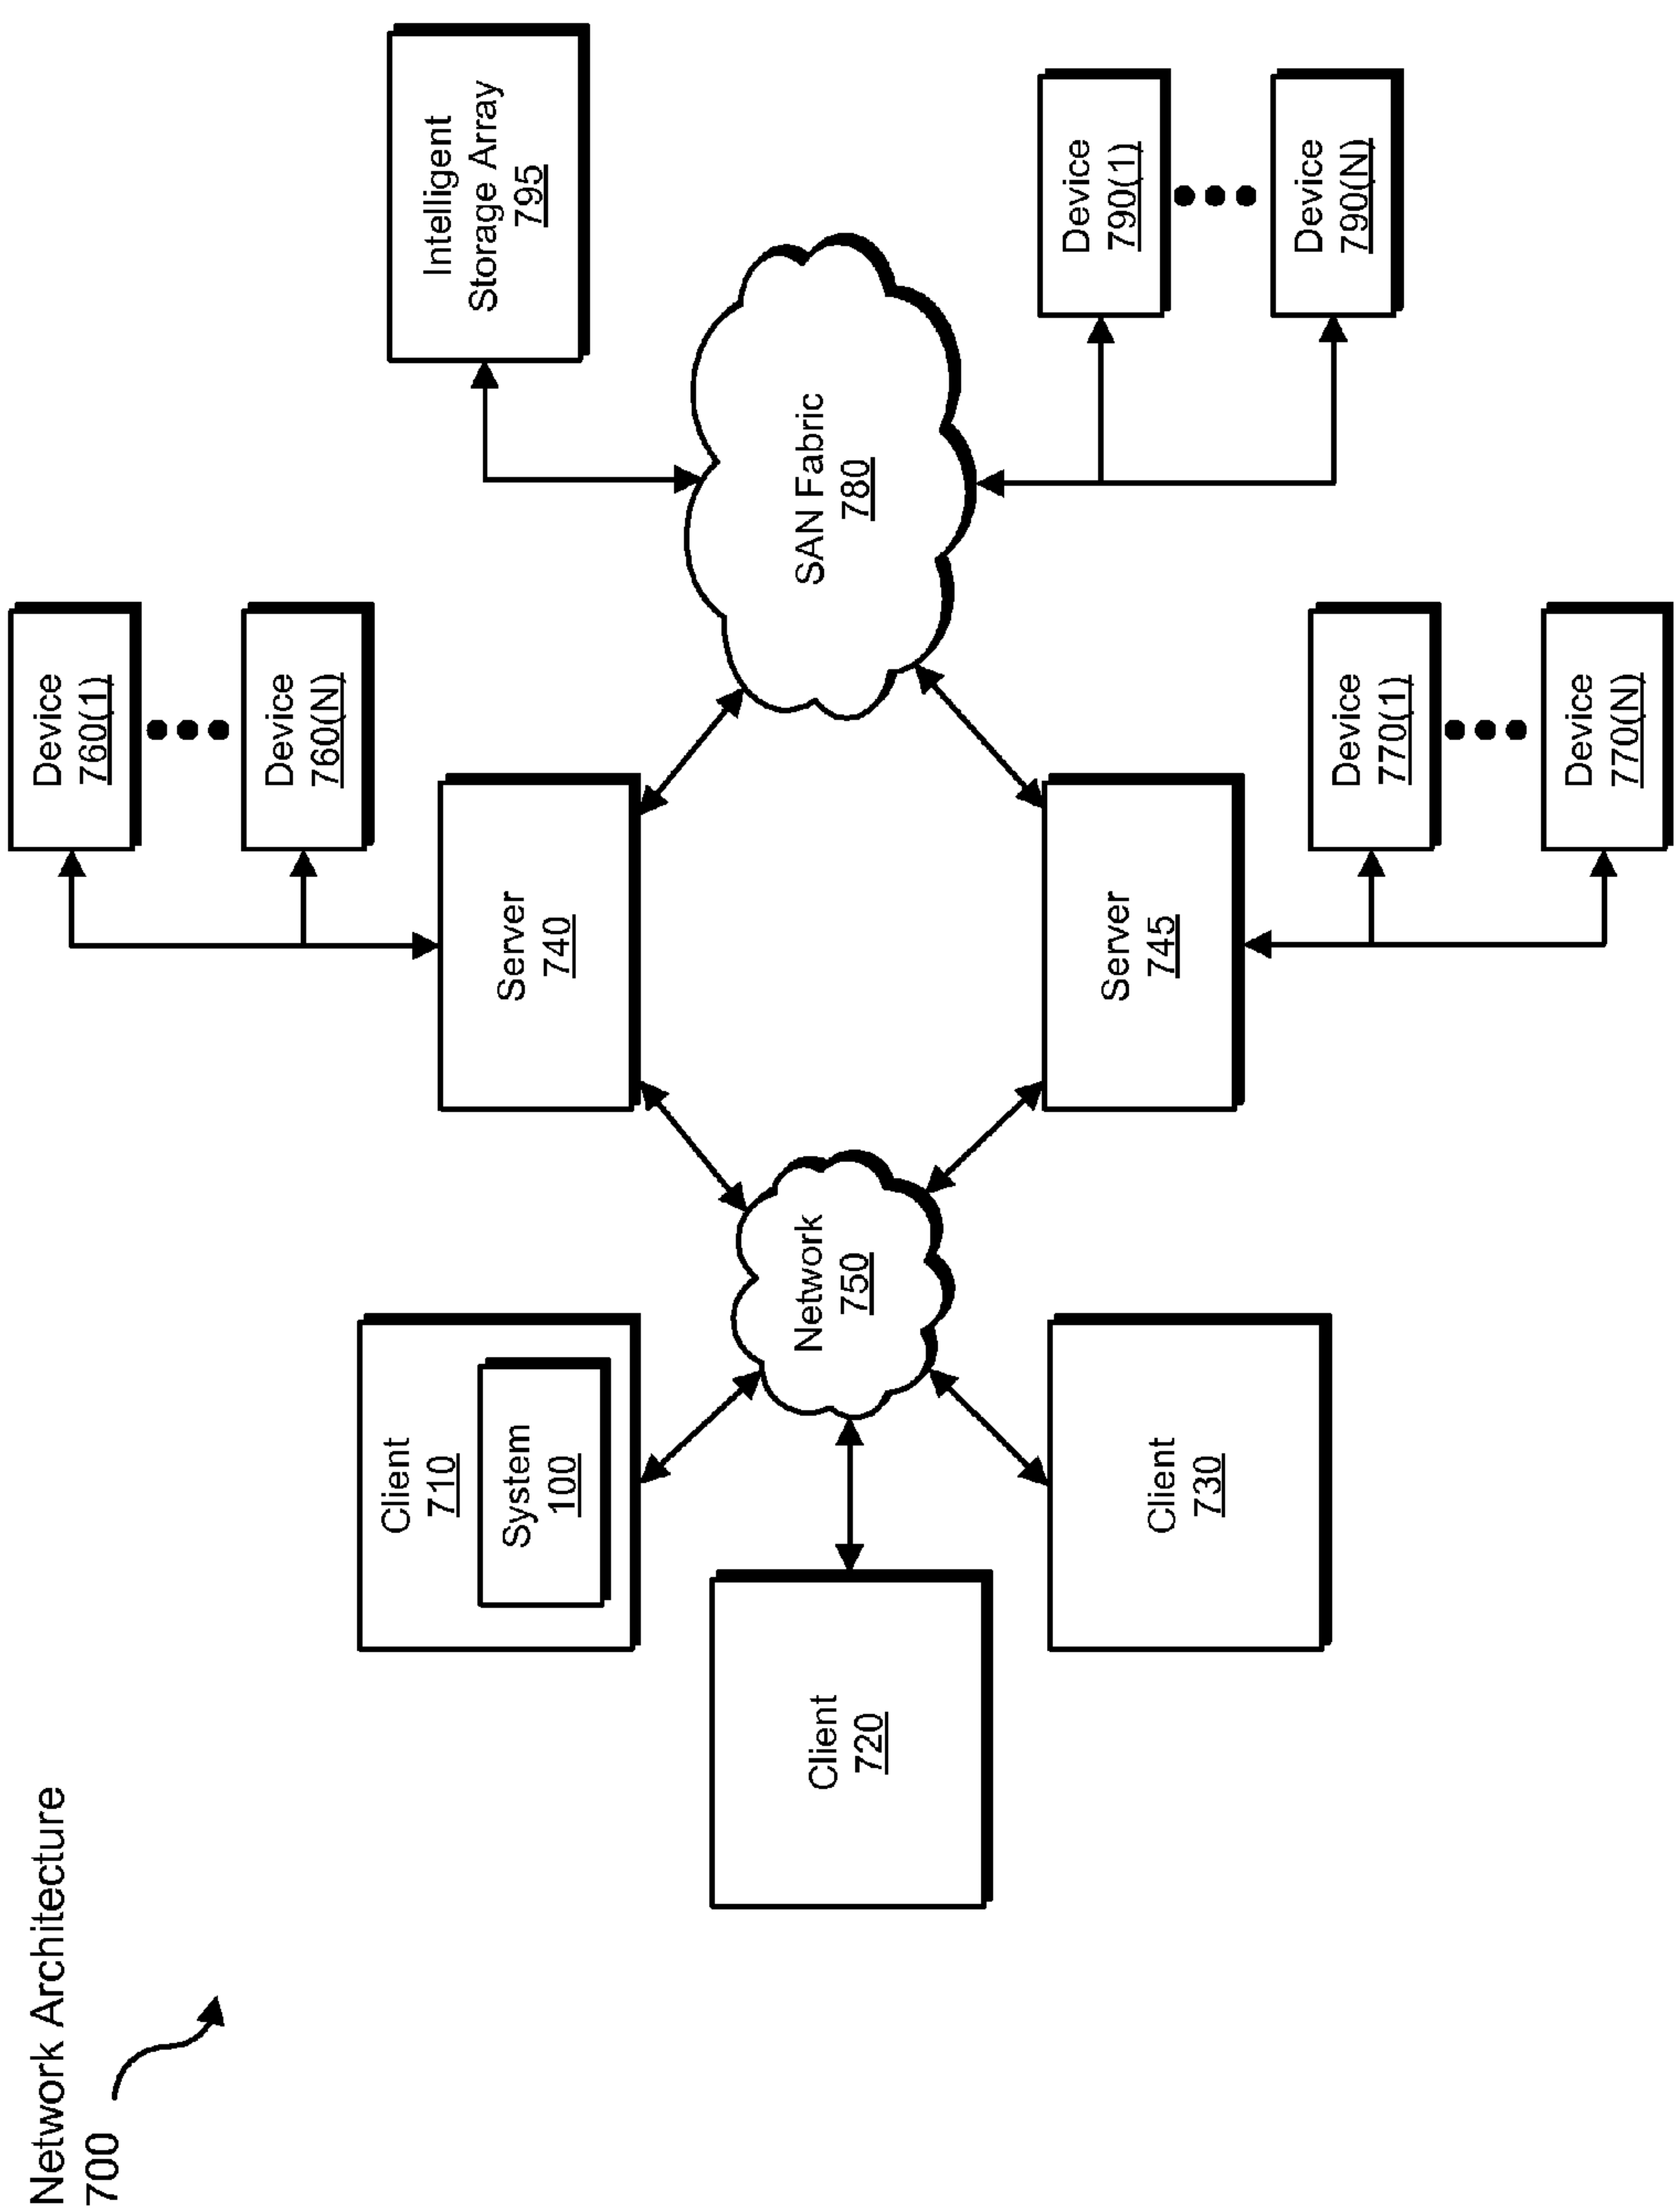 Network Architecture
700
Client
710
System
100
Client
720
Client
730
Network
750
Server
740
Server
745
Device
760(1)
Device
760(N)
Device
770(1)
Device
770(N)
SAN Fabric
780
Intelligent
Storage Array
795
Device
790(1)
Device
790(N)